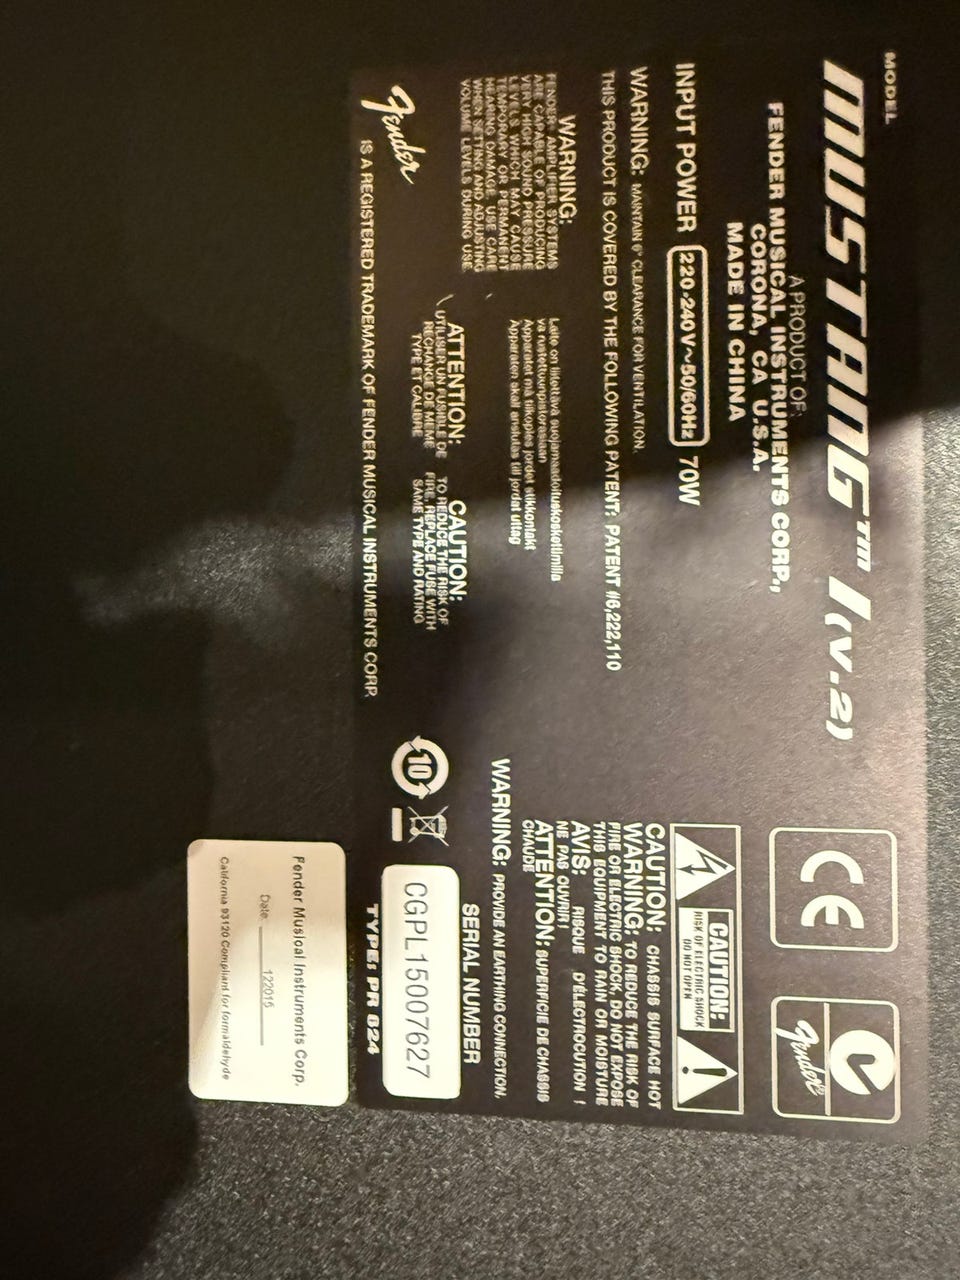 MODEL
MUSTANG™ I(V.2)
A PRODUCT OF:
FENDER MUSICAL INSTRUMENTS CORP.,
CORONA, CA U.S.A.
MADE IN CHINA
INPUT POWER 220-240V~50/60Hz 70W
WARNING: MAINTAIN 6" CLEARANCE FOR VENTILATION.
THIS PRODUCT IS COVERED BY THE FOLLOWING PATENT: PATENT #6,222,110
WARNING:
FENDER® AMPLIFIER SYSTEMS
ARE CAPABLE OF PRODUCING
VERY HIGH SOUND PRESSURE
LEVELS WHICH MAY CAUSE
TEMPORARY OR PERMANENT
HEARING DAMAGE. USE CARE
WHEN SETTING AND ADJUSTING
VOLUME LEVELS DURING USE.
Laite on liitettävä suojamaadoituskoskettimilla
va rustettuunpistorasiaan
Apparatet må tilkoples jordet stikkontakt
Apparaten skall anslutas till jordat uttag
ATTENTION:
UTILISER UN FUSIBLE DE
RECHANGE DE MÊME
TYPE ET CALIBRE
CAUTION:
TO REDUCE THE RISK OF
FIRE, REPLACE FUSE WITH
SAME TYPE AND RATING
Fender
IS A REGISTERED TRADEMARK OF FENDER MUSICAL INSTRUMENTS CORP.
CE
Fender®
CAUTION:
RISK OF ELECTRIC SHOCK
DO NOT OPEN
!
CAUTION: CHASSIS SURFACE HOT
WARNING: TO REDUCE THE RISK OF
FIRE OR ELECTRIC SHOCK, DO NOT EXPOSE
THIS EQUIPMENT TO RAIN OR MOISTURE
AVIS: RISQUE D'ELECTROCUTION !
NE PAS OUVRIR!
ATTENTION: SUPERFICIE DE CHASSIS
CHAUDE
WARNING: PROVIDE AN EARTHING CONNECTION.
10
SERIAL NUMBER
CGPL15007627
TYPE: PR 824
Fender Musical Instruments Corp.
Date: 122015
California 93120 Compliant for formaldehyde